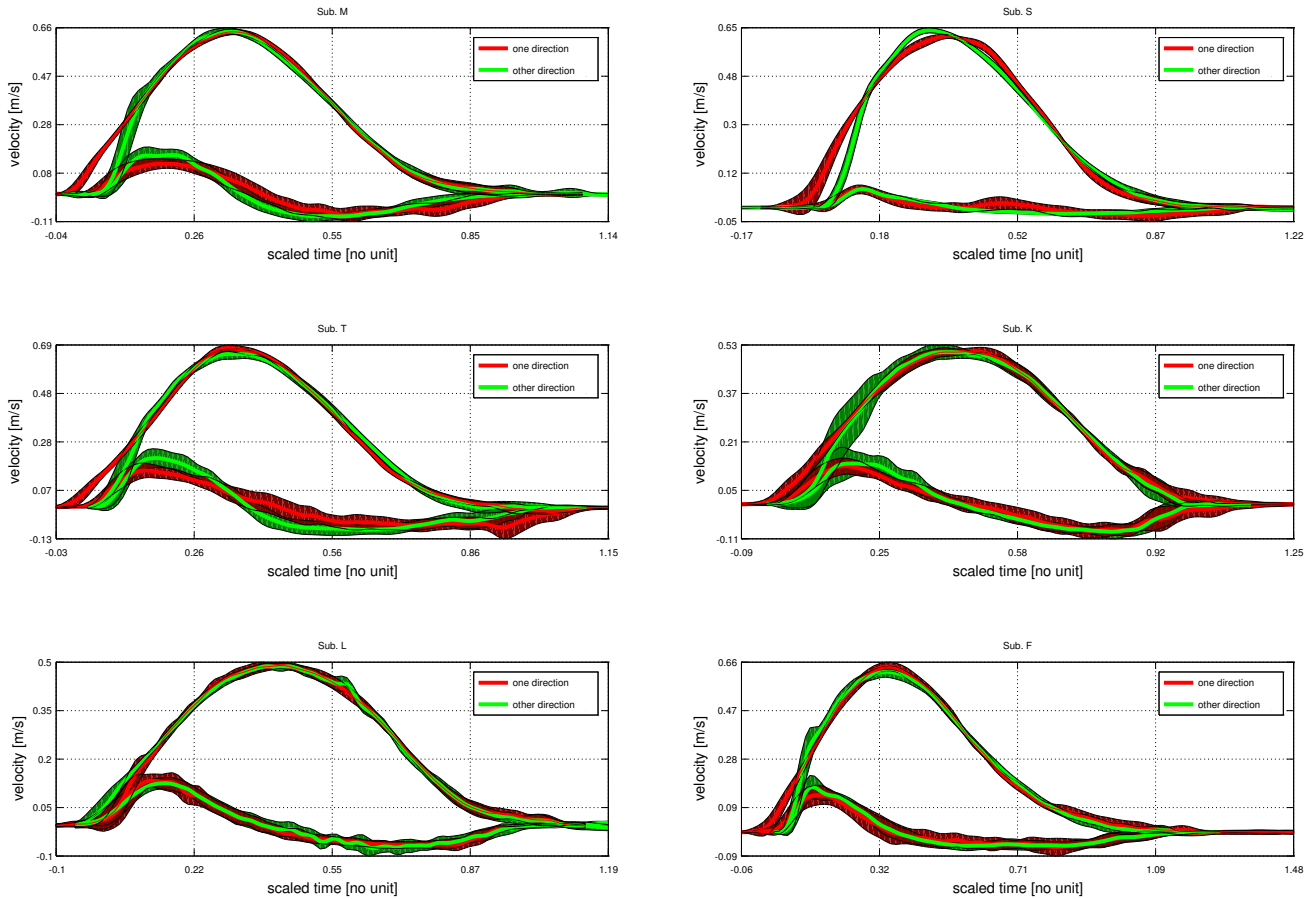 Sub. M
0.66
0.47
0.28
0.08
-0.11
velocity [m/s]
one direction
other direction
-0.04
0.26
0.55
0.85
1.14
scaled time [no unit]
Sub. S
0.65
0.48
0.3
0.12
-0.05
velocity [m/s]
one direction
other direction
-0.17
0.18
0.52
0.87
1.22
scaled time [no unit]
Sub. T
0.69
0.48
0.28
0.07
-0.13
velocity [m/s]
one direction
other direction
-0.03
0.26
0.56
0.86
1.15
scaled time [no unit]
Sub. K
0.53
0.37
0.21
0.05
-0.11
velocity [m/s]
one direction
other direction
-0.09
0.25
0.58
0.92
1.25
scaled time [no unit]
Sub. L
0.5
0.35
0.2
0.05
-0.1
velocity [m/s]
one direction
other direction
-0.1
0.22
0.55
0.87
1.19
scaled time [no unit]
Sub. F
0.66
0.47
0.28
0.09
-0.09
velocity [m/s]
one direction
other direction
-0.06
0.32
0.71
1.09
1.48
scaled time [no unit]